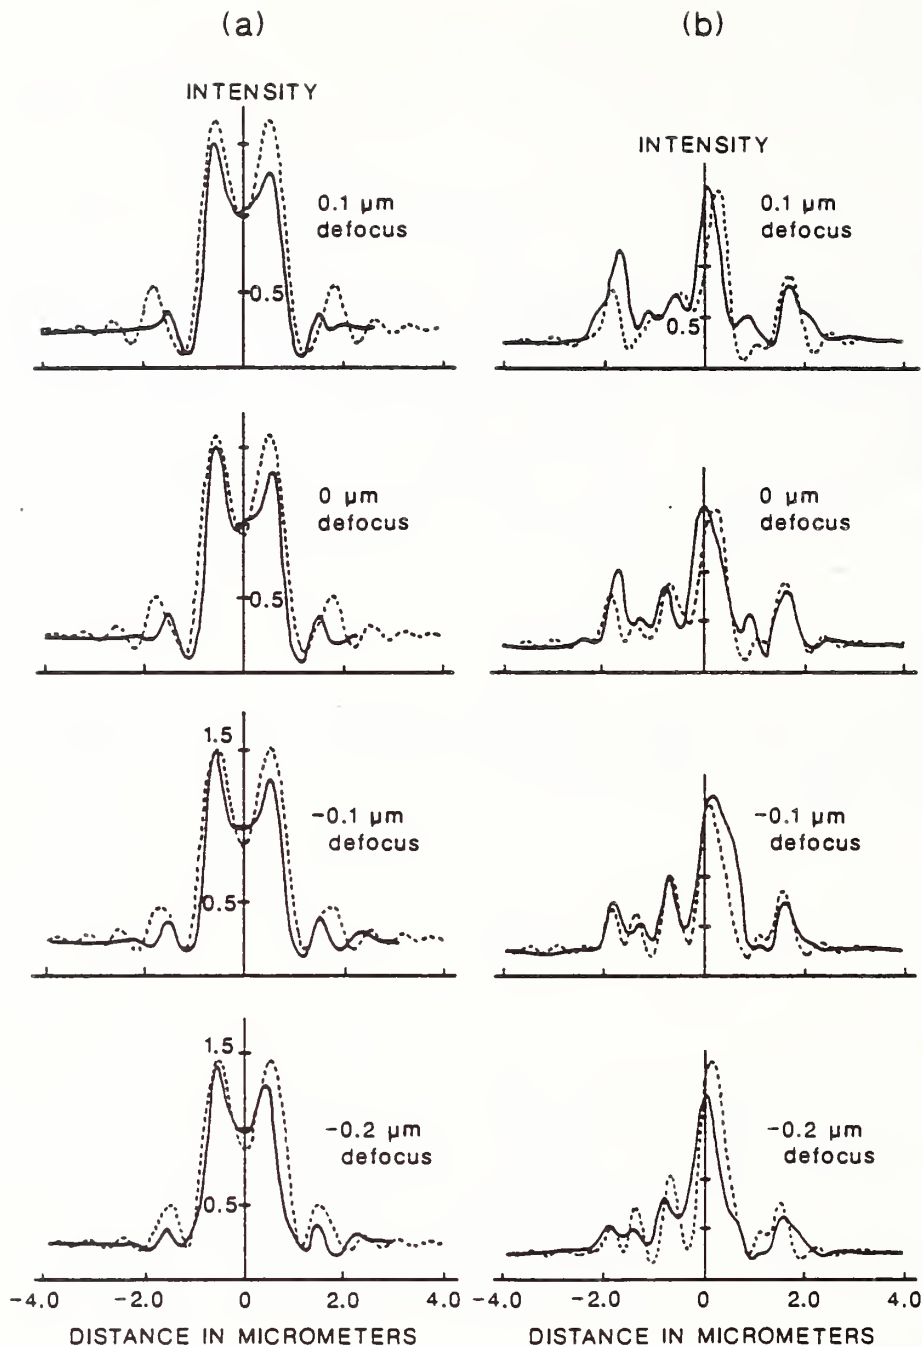 (a)
(b)
INTENSITY
INTENSITY
0.1 µm
defocus
0.5
0.1 µm
defocus
0.5
0 µm
defocus
0.5
0 µm
defocus
1.5
-0.1 µm
defocus
0.5
-0.1 µm
defocus
1.5
-0.2 µm
defocus
0.5
-0.2 µm
defocus
-4.0 -2.0 0 2.0 4.0
-4.0 -2.0 0 2.0 4.0
DISTANCE IN MICROMETERS
DISTANCE IN MICROMETERS